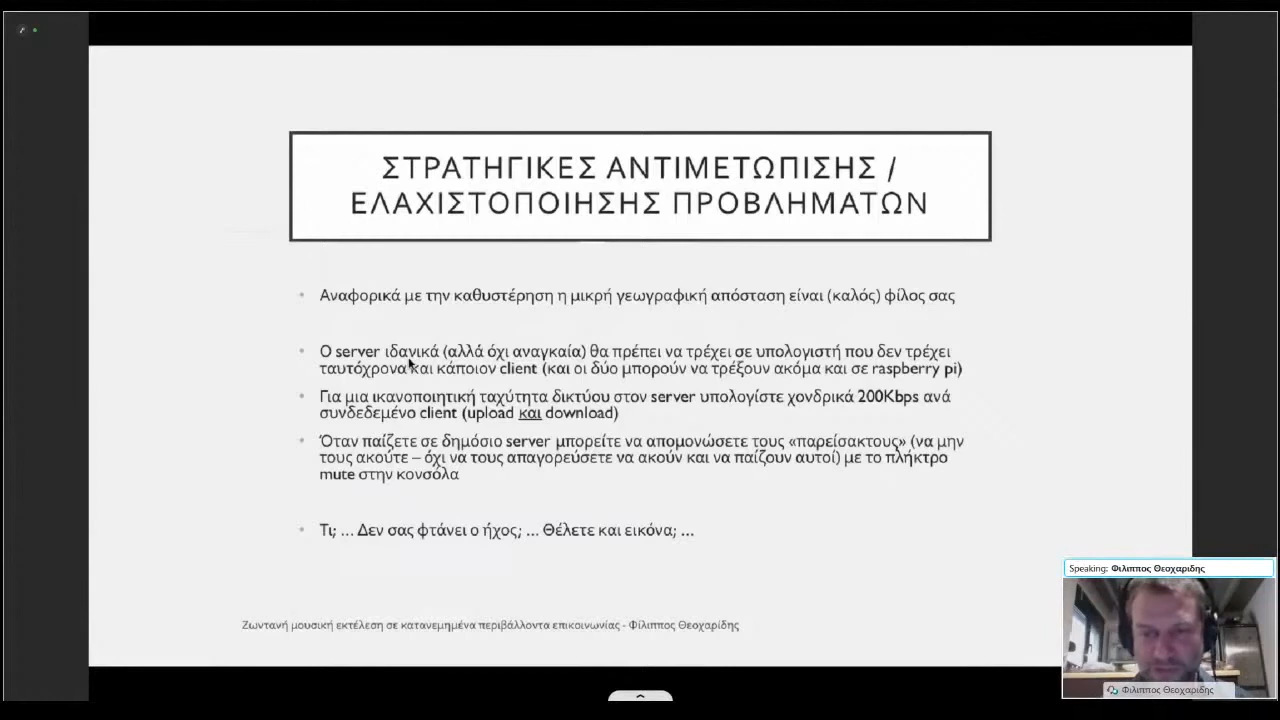 ΣΤΡΑΤΗΓΙΚΕΣ ΑΝΤΙΜΕΤΩΠΙΣΗΣ /
ΕΛΑΧΙΣΤΟΠΟΙΗΣΗΣ ΠΡΟΒΛΗΜΑΤΩΝ
• Αναφορικά με την καθυστέρηση η μικρή γεωγραφική απόσταση είναι (καλός) φίλος σας
• Ο server ιδανικά (αλλά όχι αναγκαία) θα πρέπει να τρέχει σε υπολογιστή που δεν τρέχει
ταυτόχρονα και κάποιον client (και οι δύο μπορούν να τρέξουν ακόμα και σε raspberry pi)
• Για μια ικανοποιητική ταχύτητα δικτύου στον server υπολογίστε χονδρικά 200Kbps ανά
συνδεδεμένο client (upload και download)
• Όταν παίζετε σε δημόσιο server μπορείτε να απομονώσετε τους «παρείσακτους» (να μην
τους ακούτε – όχι να τους απαγορεύσετε να ακούν και να παίζουν αυτοί) με το πλήκτρο
mute στην κονσόλα
• Τι; ... Δεν σας φτάνει ο ήχος; ... Θέλετε και εικόνα; ...
Ζωντανή μουσική εκτέλεση σε κατανεμημένα περιβάλλοντα επικοινωνίας - Φίλιππος Θεοχαρίδης
Speaking: Φιλιππος Θεοχαριδης
Φιλιππος Θεοχαριδης